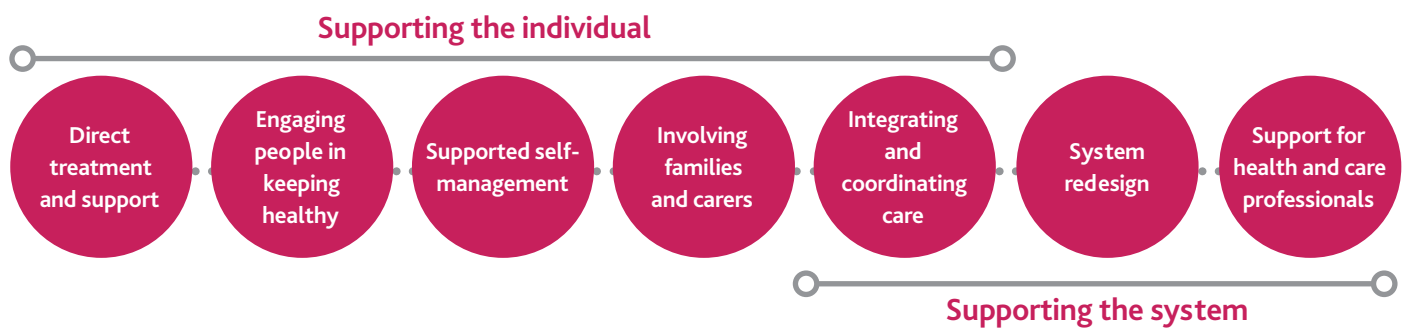 Supporting the individual
Direct
treatment
and support
Engaging
people in
keeping
healthy
Supported self-
management
Involving
families
and carers
Integrating
and
coordinating
care
System
redesign
Support for
health and care
professionals
Supporting the system